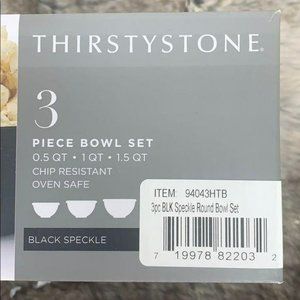 THIRSTYSTONE®
3
PIECE BOWL SET
0.5 QT • 1 QT • 1.5 QT
CHIP RESISTANT
OVEN SAFE
BLACK SPECKLE
ITEM: 94043HTB
3pc BLK Speckle Round Bowl Set
7 19978 82203 2